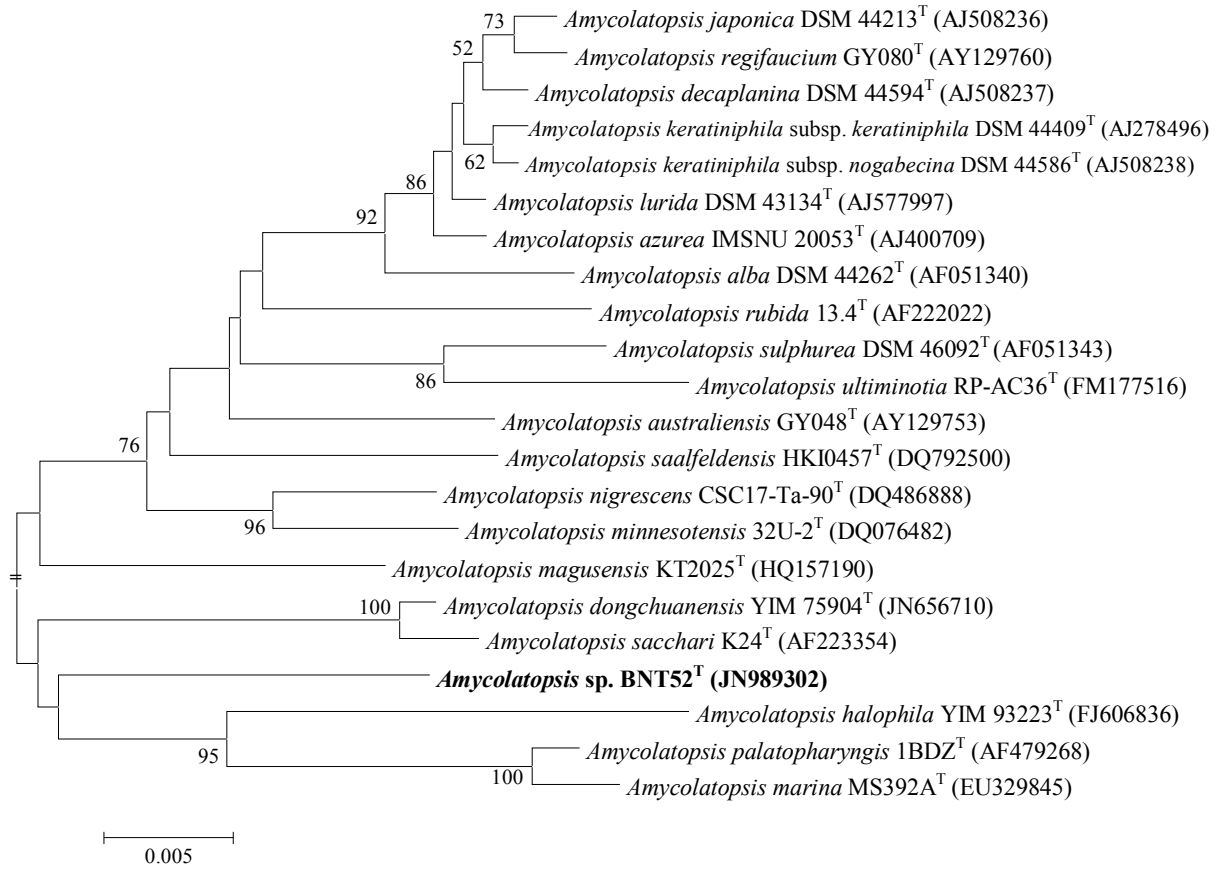 73
Amycolatopsis japonica DSM 44213ᵀ (AJ508236)
52
Amycolatopsis regifaucium GY080ᵀ (AY129760)
Amycolatopsis decaplanina DSM 44594ᵀ (AJ508237)
Amycolatopsis keratiniphila subsp. keratiniphila DSM 44409ᵀ (AJ278496)
62
Amycolatopsis keratiniphila subsp. nogabecina DSM 44586ᵀ (AJ508238)
86
Amycolatopsis lurida DSM 43134ᵀ (AJ577997)
92
Amycolatopsis azurea IMSNU 20053ᵀ (AJ400709)
Amycolatopsis alba DSM 44262ᵀ (AF051340)
Amycolatopsis rubida 13.4ᵀ (AF222022)
Amycolatopsis sulphurea DSM 46092ᵀ (AF051343)
86
Amycolatopsis ultiminotia RP-AC36ᵀ (FM177516)
Amycolatopsis australiensis GY048ᵀ (AY129753)
76
Amycolatopsis saalfeldensis HKI0457ᵀ (DQ792500)
Amycolatopsis nigrescens CSC17-Ta-90ᵀ (DQ486888)
96
Amycolatopsis minnesotensis 32U-2ᵀ (DQ076482)
Amycolatopsis magusensis KT2025ᵀ (HQ157190)
100
Amycolatopsis dongchuanensis YIM 75904ᵀ (JN656710)
Amycolatopsis sacchari K24ᵀ (AF223354)
Amycolatopsis sp. BNT52ᵀ (JN989302)
Amycolatopsis halophila YIM 93223ᵀ (FJ606836)
95
Amycolatopsis palatopharyngis 1BDZᵀ (AF479268)
100
Amycolatopsis marina MS392Aᵀ (EU329845)
0.005